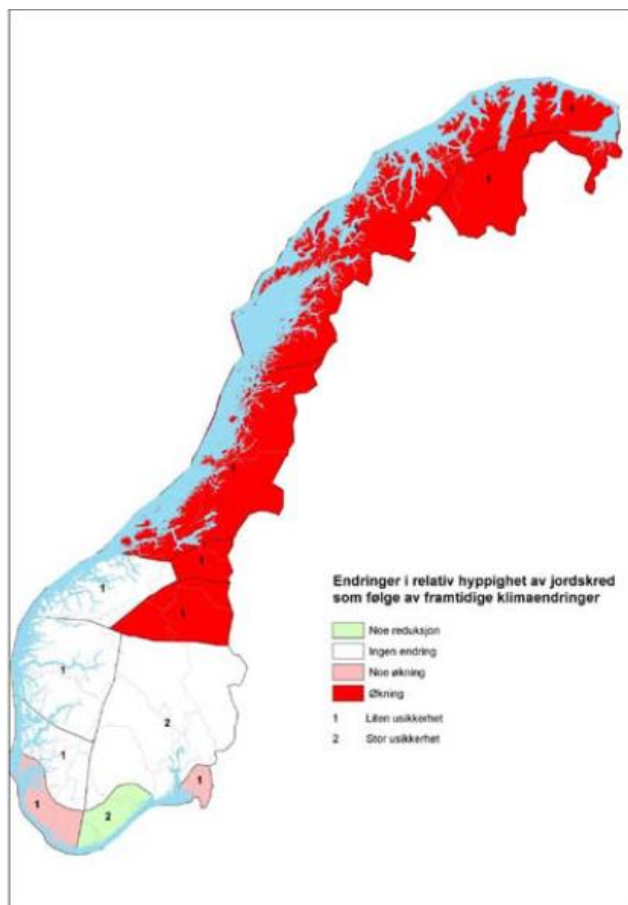 1
1
1
1
1
1
2
1
1
1
2
Endringer i relativ hyppighet av jordskred
som følge av framtidige klimaendringer
Noe reduksjon
Ingen endring
Noe økning
Økning
1 Liten usikkerhet
2 Stor usikkerhet